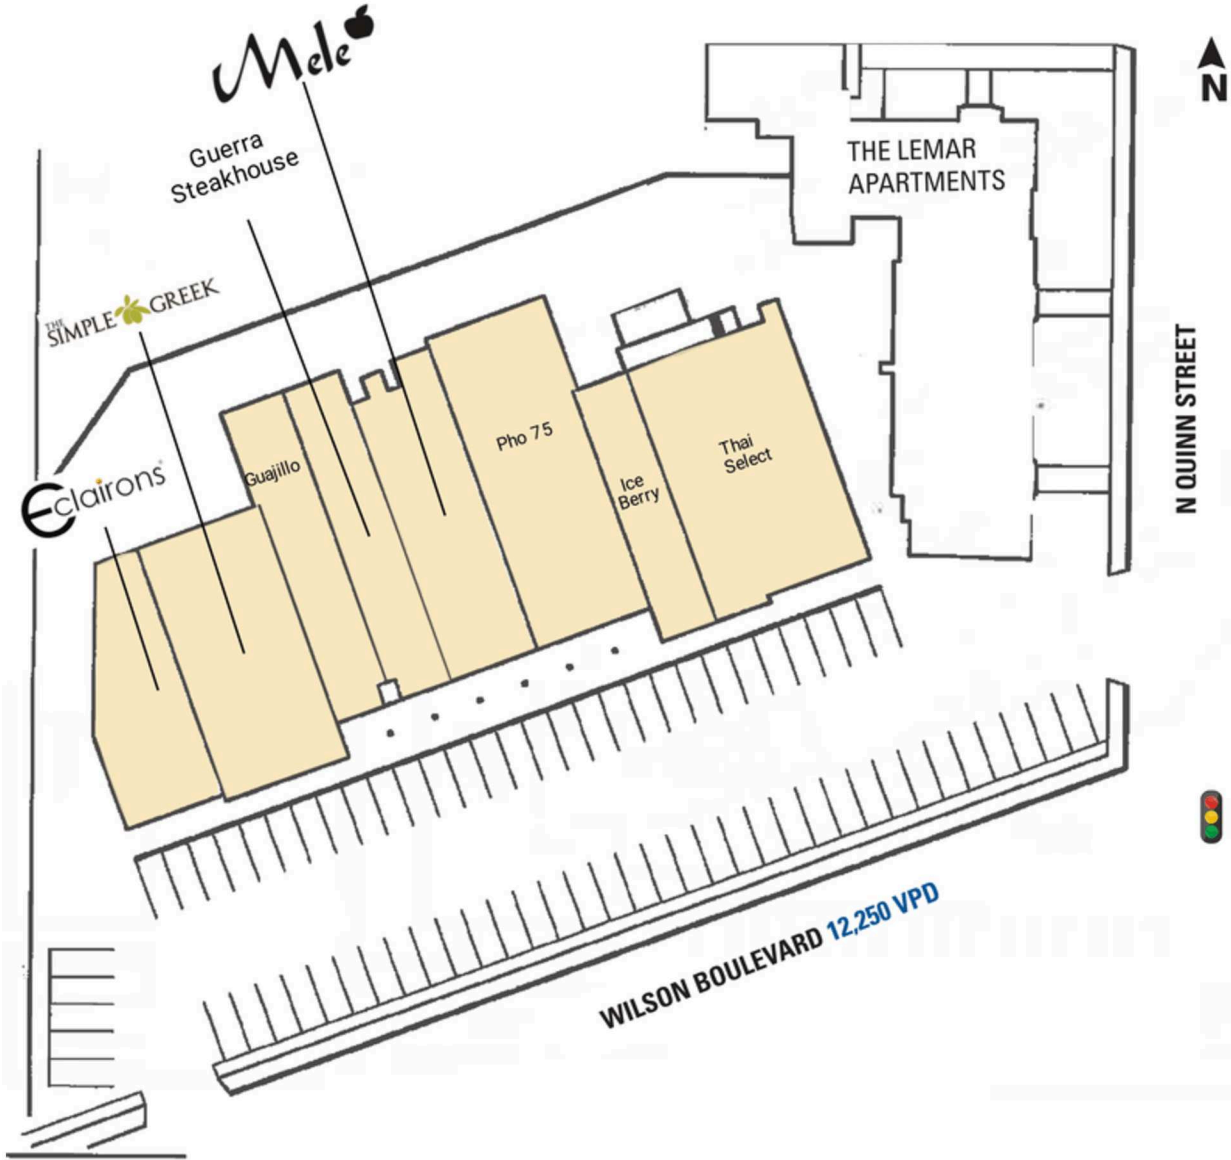 Mele
Guerra
Steakhouse
THE
SIMPLE GREEK
Eclairons
Guajillo
Pho 75
Ice
Berry
Thai
Select
THE LEMAR
APARTMENTS
N
N QUINN STREET
WILSON BOULEVARD 12,250 VPD